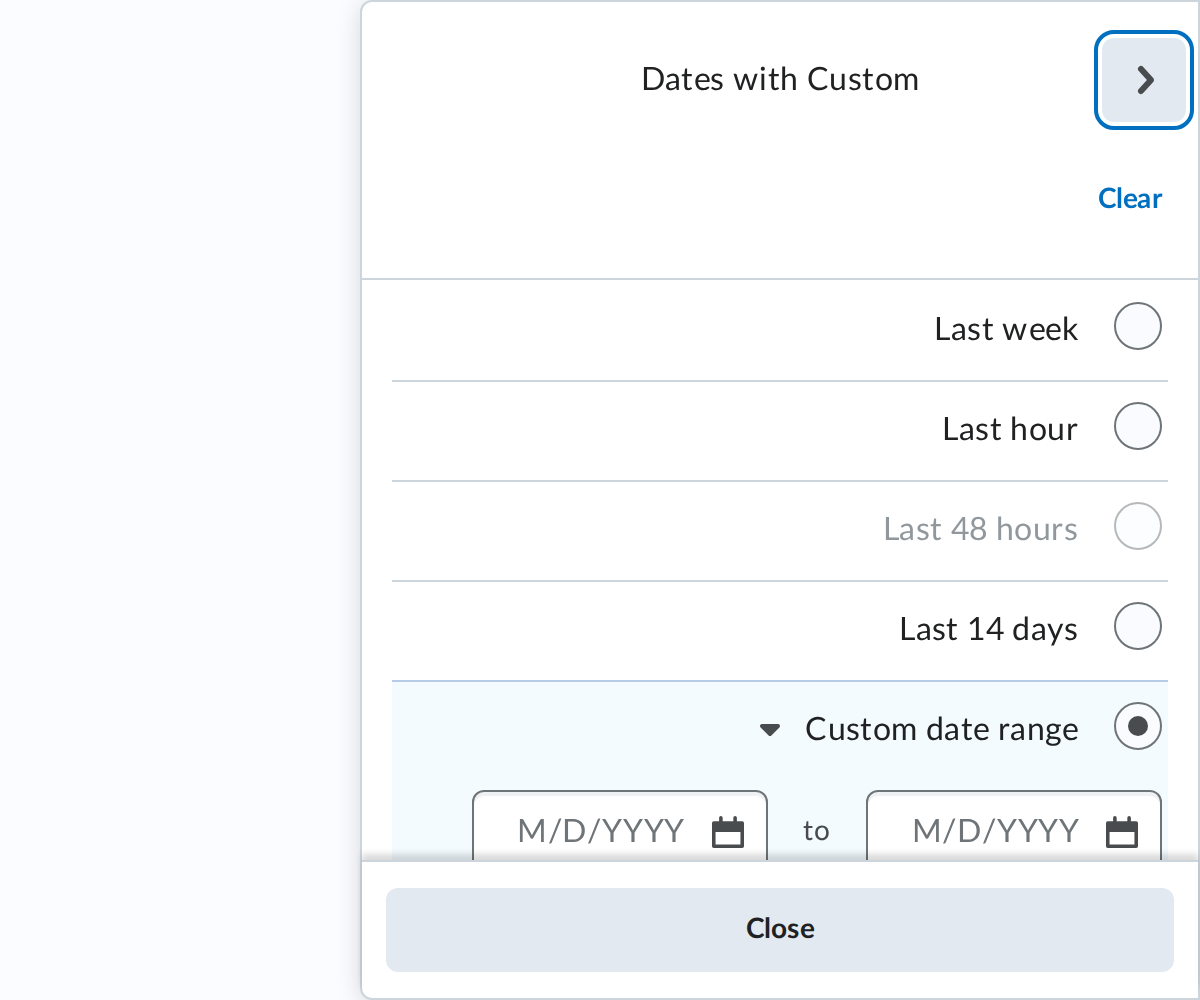 Dates with Custom
Clear
Last week
Last hour
Last 48 hours
Last 14 days
Custom date range
M/D/YYYY to M/D/YYYY
Close